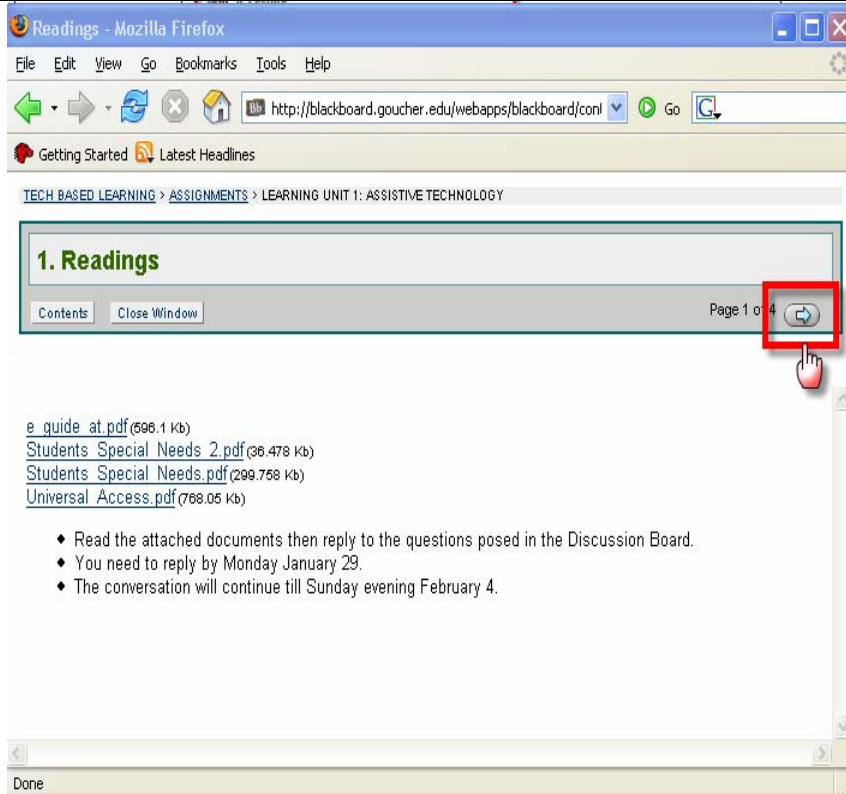 Readings - Mozilla Firefox
File Edit View Go Bookmarks Tools Help
http://blackboard.goucher.edu/webapps/blackboard/con Go G
Getting Started Latest Headlines
TECH BASED LEARNING > ASSIGNMENTS > LEARNING UNIT 1: ASSISTIVE TECHNOLOGY
1. Readings
Contents Close Window Page 1 of 4
e_guide_at.pdf (596.1 Kb)
Students_Special_Needs_2.pdf (36.478 Kb)
Students_Special_Needs.pdf (299.758 Kb)
Universal_Access.pdf (768.05 Kb)
◆ Read the attached documents then reply to the questions posed in the Discussion Board.
◆ You need to reply by Monday January 29.
◆ The conversation will continue till Sunday evening February 4.
Done